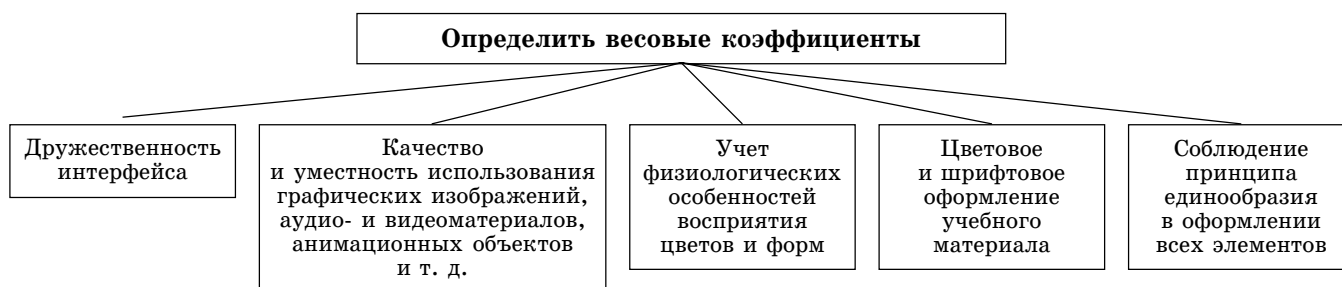 Определить весовые коэффициенты
Дружественность
интерфейса
Качество
и уместность использования
графических изображений,
аудио- и видеоматериалов,
анимационных объектов
и т. д.
Учет
физиологических
особенностей
восприятия
цветов и форм
Цветовое
и шрифтовое
оформление
учебного
материала
Соблюдение
принципа
единообразия
в оформлении
всех элементов